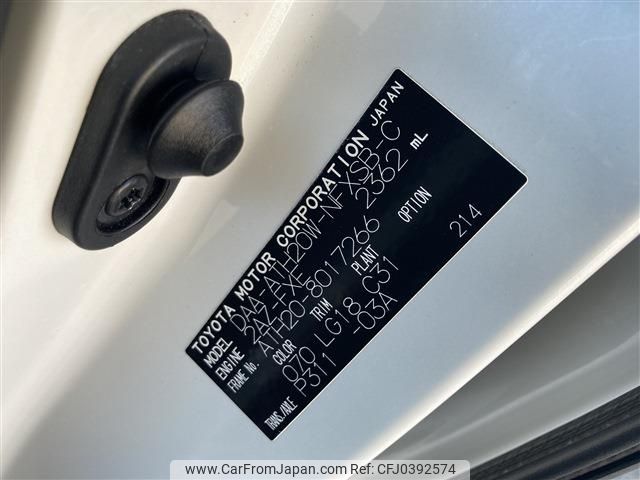 TOYOTA MOTOR CORPORATION JAPAN
MODEL DAA-ATH20W-NFXSB-C
ENGINE 2AZ-FXE 2362 mL
FRAME No. ATH20-8017266
COLOR TRIM PLANT OPTION
070 LG18 C31 214
TRANS./AXLE P311 -03A
www.CarFromJapan.com CFJ0392574